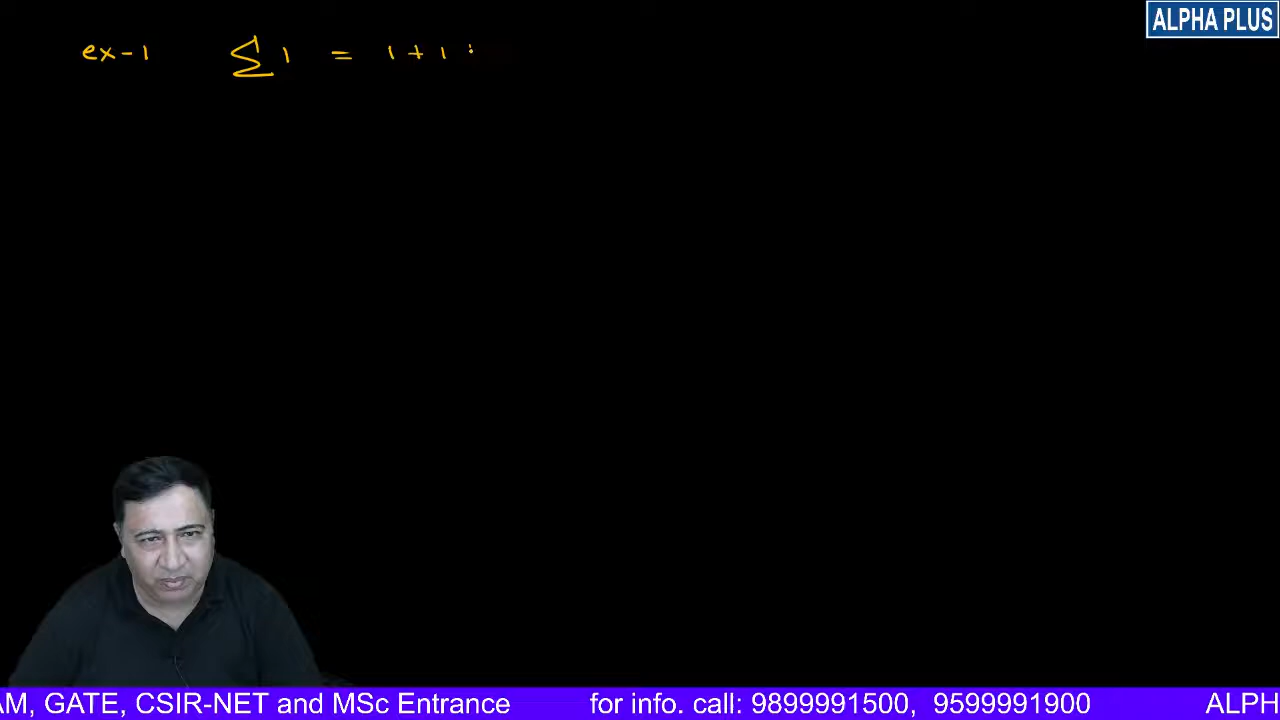 ALPHA PLUS
ex-1 ∑ 1 = 1 + 1 :
AM, GATE, CSIR-NET and MSc Entrance for info. call: 9899991500, 9599991900 ALPH